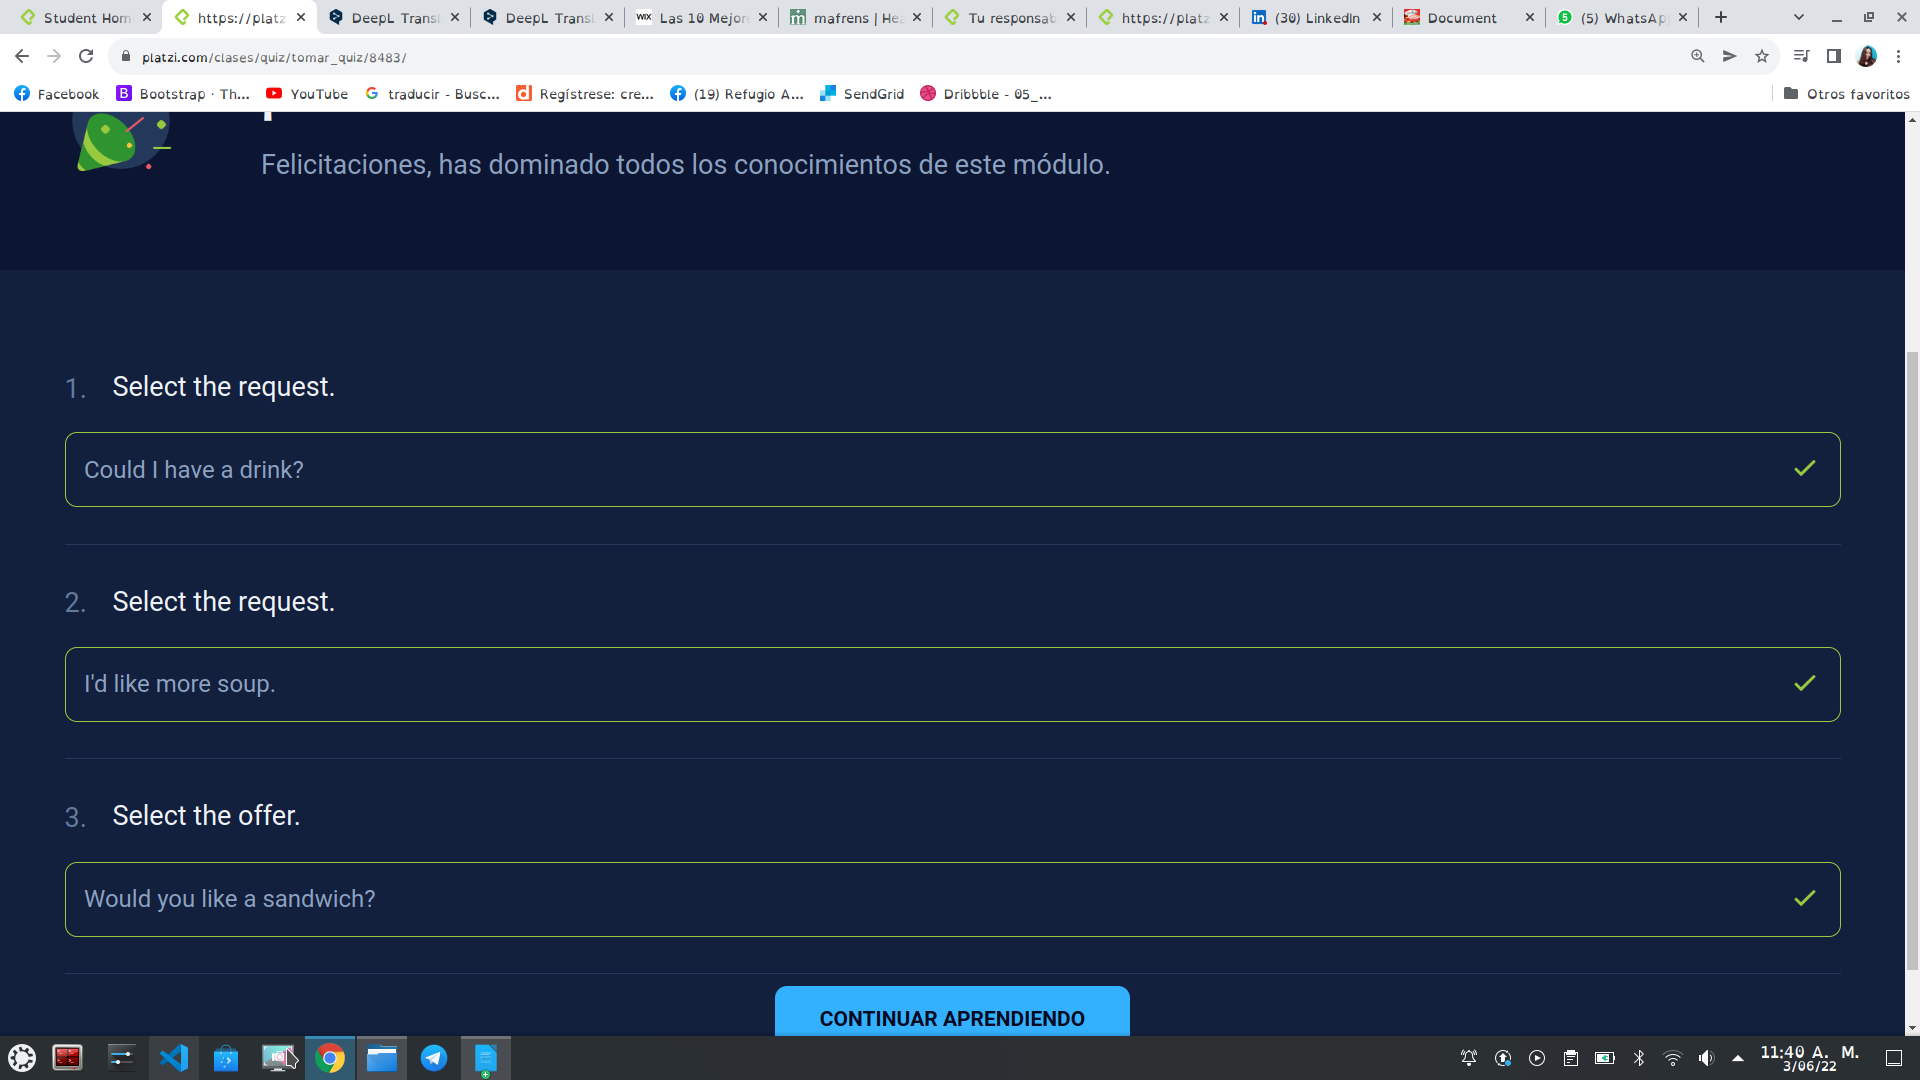 Student Hom
https://platz
DeepL Transl
DeepL Transl
WIX Las 10 Mejor
mafrens | Hea
Tu responsab
https://platz
(30) LinkedIn
Document
(5) WhatsAp
platzi.com/clases/quiz/tomar_quiz/8483/
Facebook
Bootstrap · Th...
YouTube
traducir - Busc...
Regístrese: cre...
(19) Refugio A...
SendGrid
Dribbble - 05_...
Otros favoritos
Felicitaciones, has dominado todos los conocimientos de este módulo.
1. Select the request.
Could I have a drink?
2. Select the request.
I'd like more soup.
3. Select the offer.
Would you like a sandwich?
CONTINUAR APRENDIENDO
11:40 A. M.
3/06/22